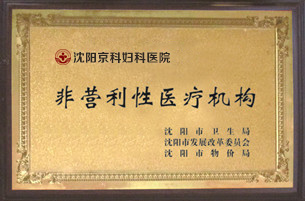 沈阳京科妇科医院
非营利性医疗机构
沈阳市卫生局
沈阳市发展改革委员会
沈阳市物价局